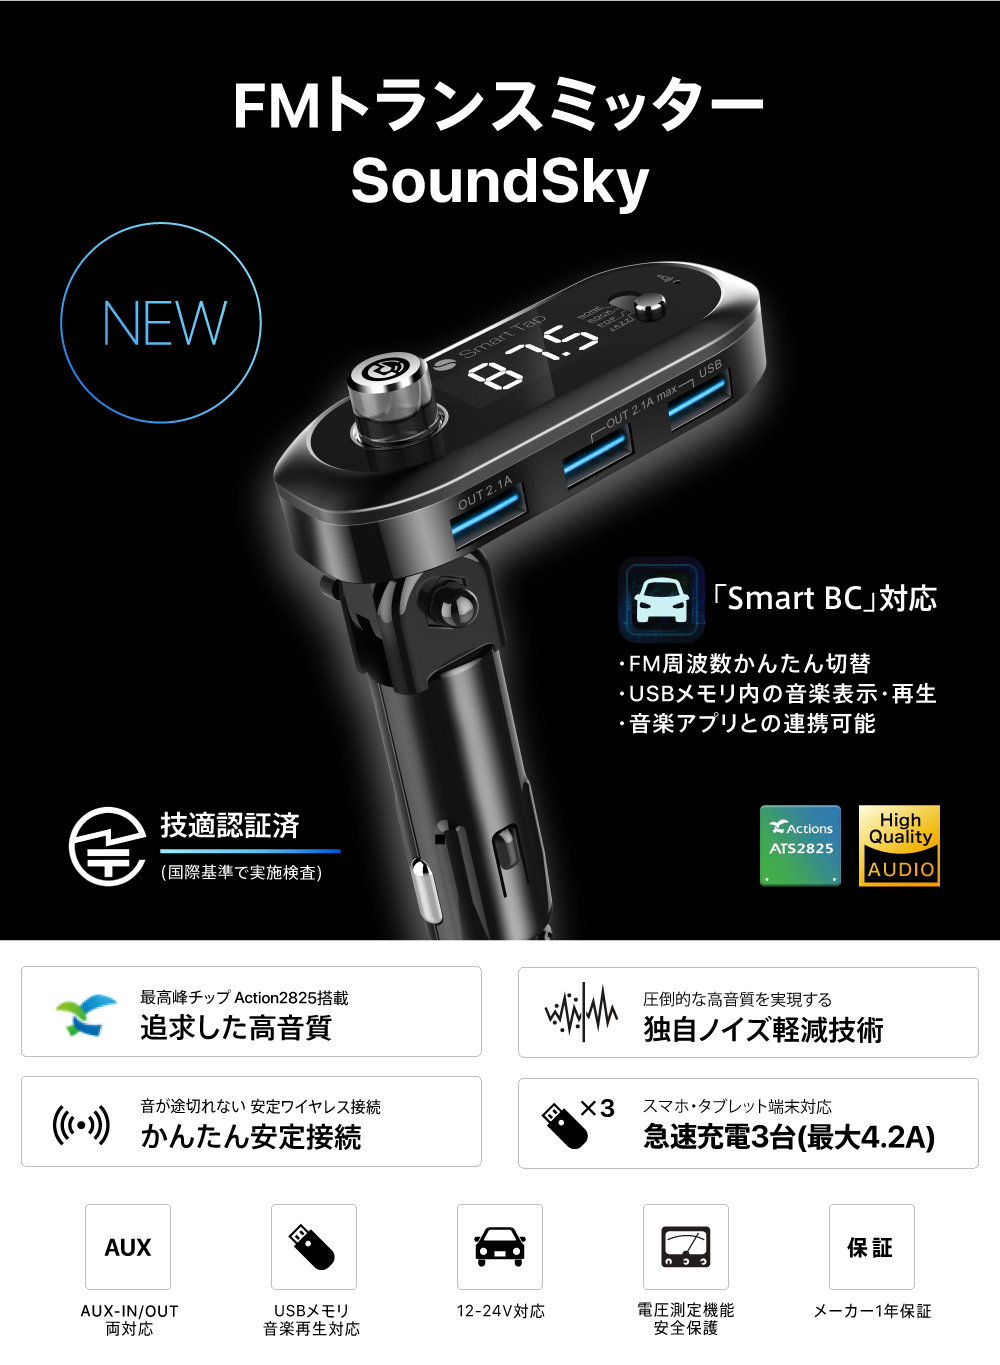 FMトランスミッター
SoundSky
NEW
Smart Tap
87.5
NONE
ROCK
POP
JAZZ
OUT 2.1A
OUT 2.1A max
USB
「Smart BC」対応
・FM周波数かんたん切替
・USBメモリ内の音楽表示・再生
・音楽アプリとの連携可能
技適認証済
(国際基準で実施検査)
Actions
ATS2825
High
Quality
AUDIO
最高峰チップ Action2825搭載
追求した高音質
圧倒的な高音質を実現する
独自ノイズ軽減技術
音が途切れない 安定ワイヤレス接続
かんたん安定接続
×3
スマホ・タブレット端末対応
急速充電3台(最大4.2A)
AUX
AUX-IN/OUT
両対応
USBメモリ
音楽再生対応
12-24V対応
電圧測定機能
安全保護
保証
メーカー1年保証